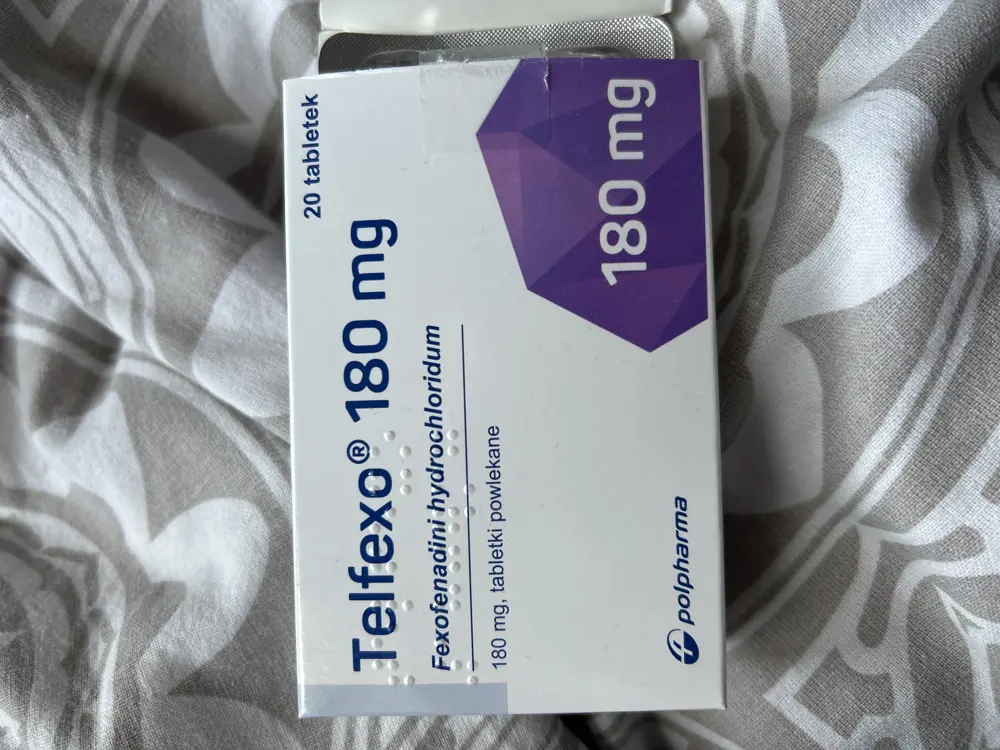 20 tabletek
Telfexo® 180 mg
Fexofenadini hydrochloridum
180 mg, tabletki powlekane
180 mg
polpharma